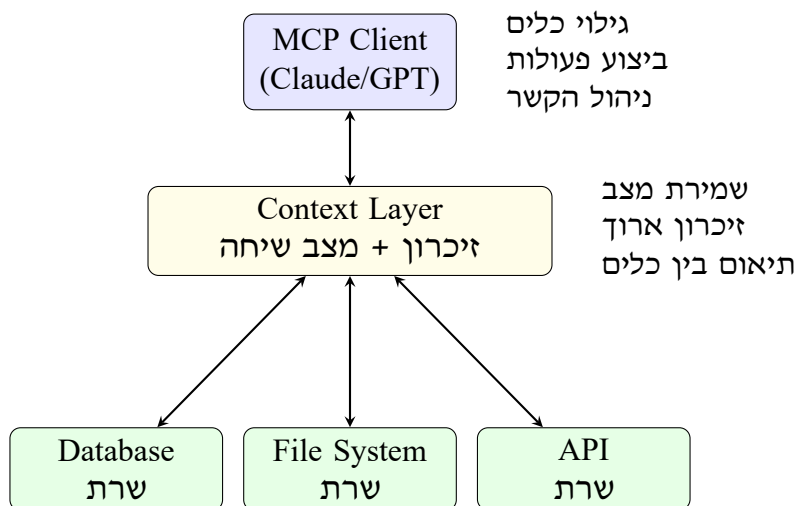 MCP Client
(Claude/GPT)
גילוי כלים
ביצוע פעולות
ניהול הקשר
Context Layer
זיכרון + מצב שיחה
שמירת מצב
זיכרון ארוך
תיאום בין כלים
Database
שרת
File System
שרת
API
שרת